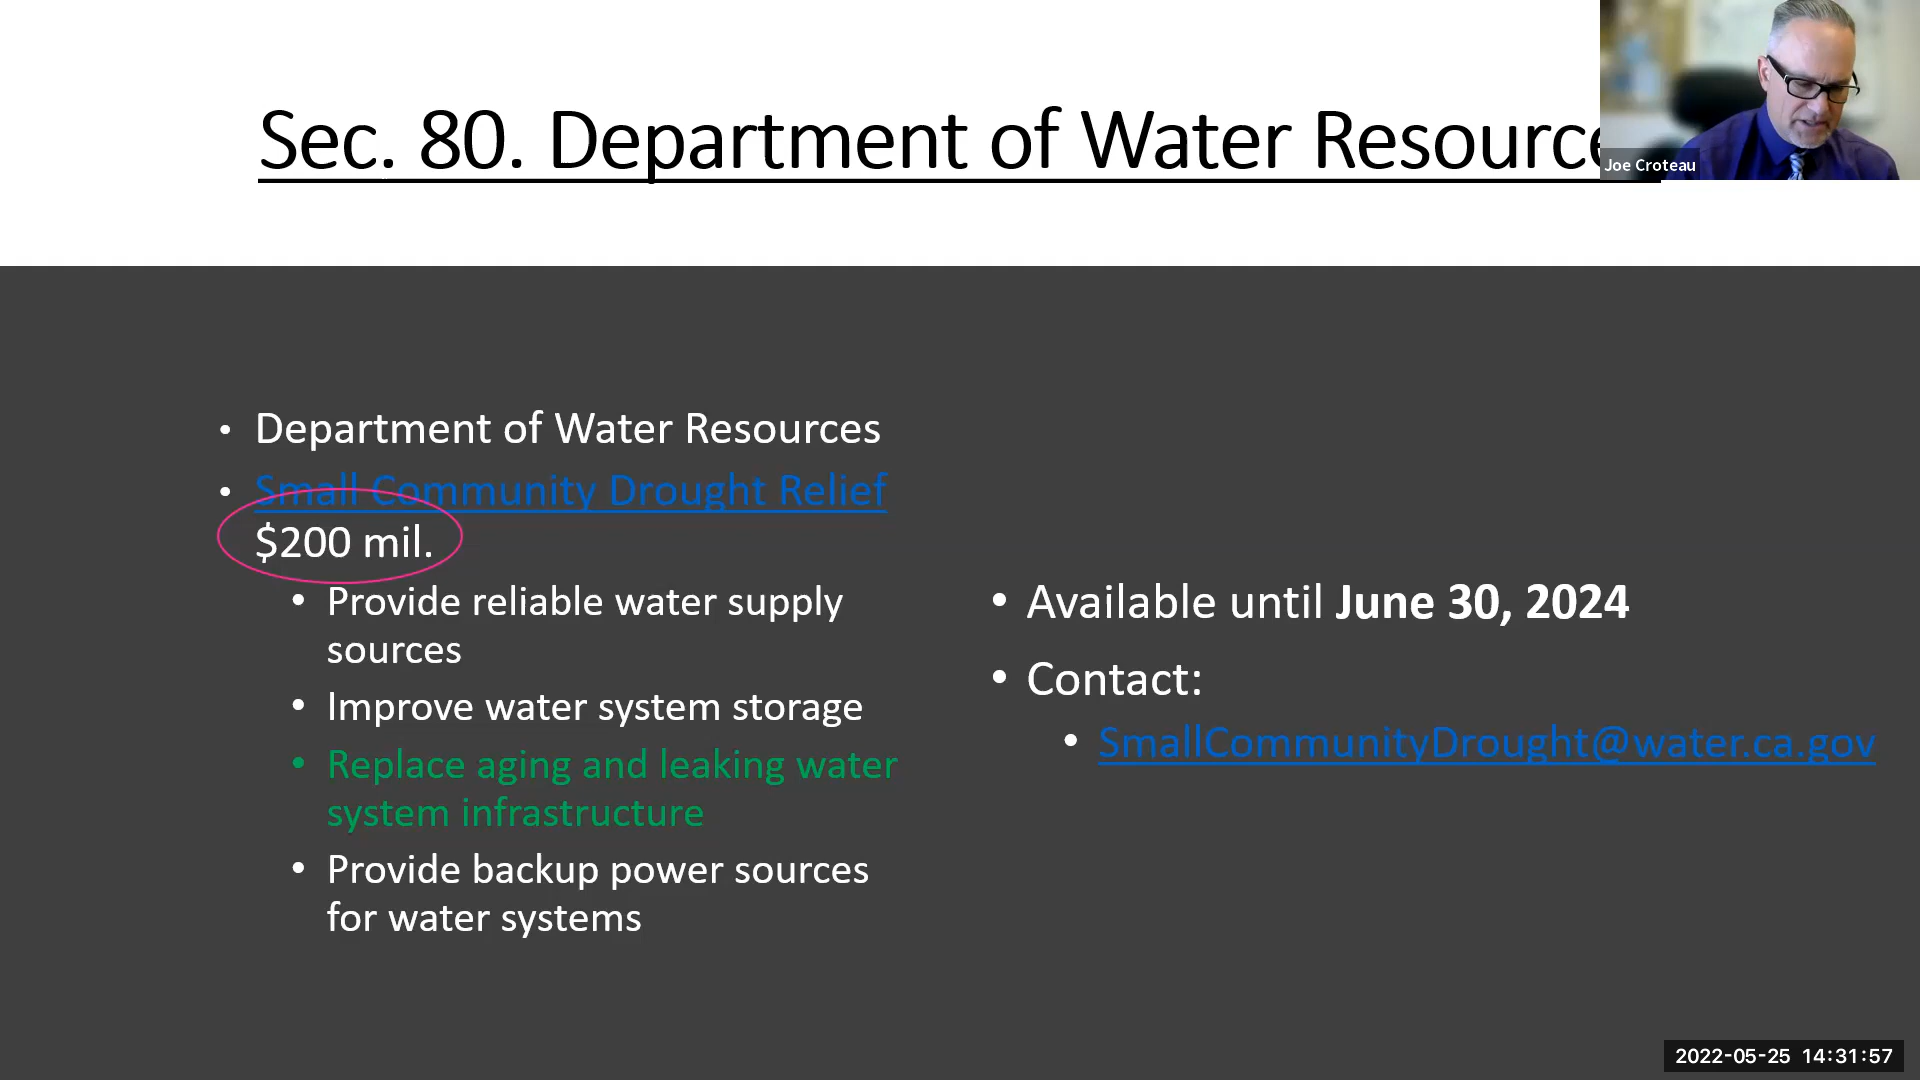 Sec. 80. Department of Water Resource
Joe Croteau
• Department of Water Resources
• Small Community Drought Relief
$200 mil.
• Provide reliable water supply
sources
• Improve water system storage
• Replace aging and leaking water
system infrastructure
• Provide backup power sources
for water systems
• Available until June 30, 2024
• Contact:
• SmallCommunityDrought@water.ca.gov
2022-05-25 14:31:57